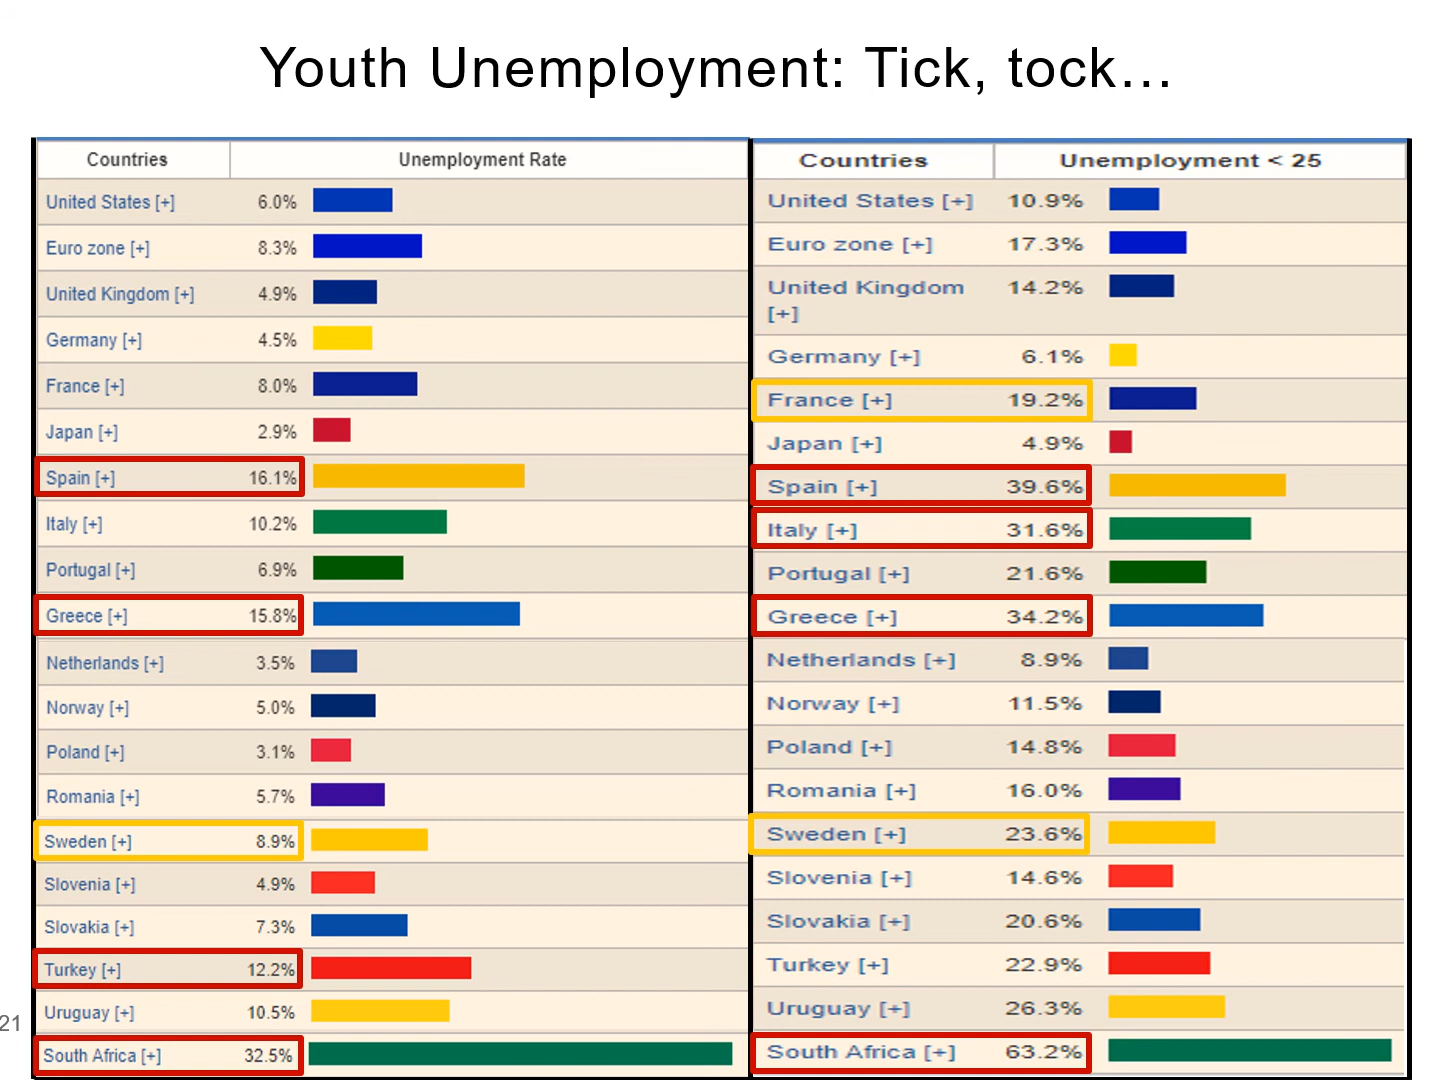 Youth Unemployment: Tick, tock…
Countries Unemployment Rate
United States [+] 6.0%
Euro zone [+] 8.3%
United Kingdom [+] 4.9%
Germany [+] 4.5%
France [+] 8.0%
Japan [+] 2.9%
Spain [+] 16.1%
Italy [+] 10.2%
Portugal [+] 6.9%
Greece [+] 15.8%
Netherlands [+] 3.5%
Norway [+] 5.0%
Poland [+] 3.1%
Romania [+] 5.7%
Sweden [+] 8.9%
Slovenia [+] 4.9%
Slovakia [+] 7.3%
Turkey [+] 12.2%
Uruguay [+] 10.5%
South Africa [+] 32.5%
Countries Unemployment < 25
United States [+] 10.9%
Euro zone [+] 17.3%
United Kingdom 14.2%
[+]
Germany [+] 6.1%
France [+] 19.2%
Japan [+] 4.9%
Spain [+] 39.6%
Italy [+] 31.6%
Portugal [+] 21.6%
Greece [+] 34.2%
Netherlands [+] 8.9%
Norway [+] 11.5%
Poland [+] 14.8%
Romania [+] 16.0%
Sweden [+] 23.6%
Slovenia [+] 14.6%
Slovakia [+] 20.6%
Turkey [+] 22.9%
Uruguay [+] 26.3%
South Africa [+] 63.2%
21